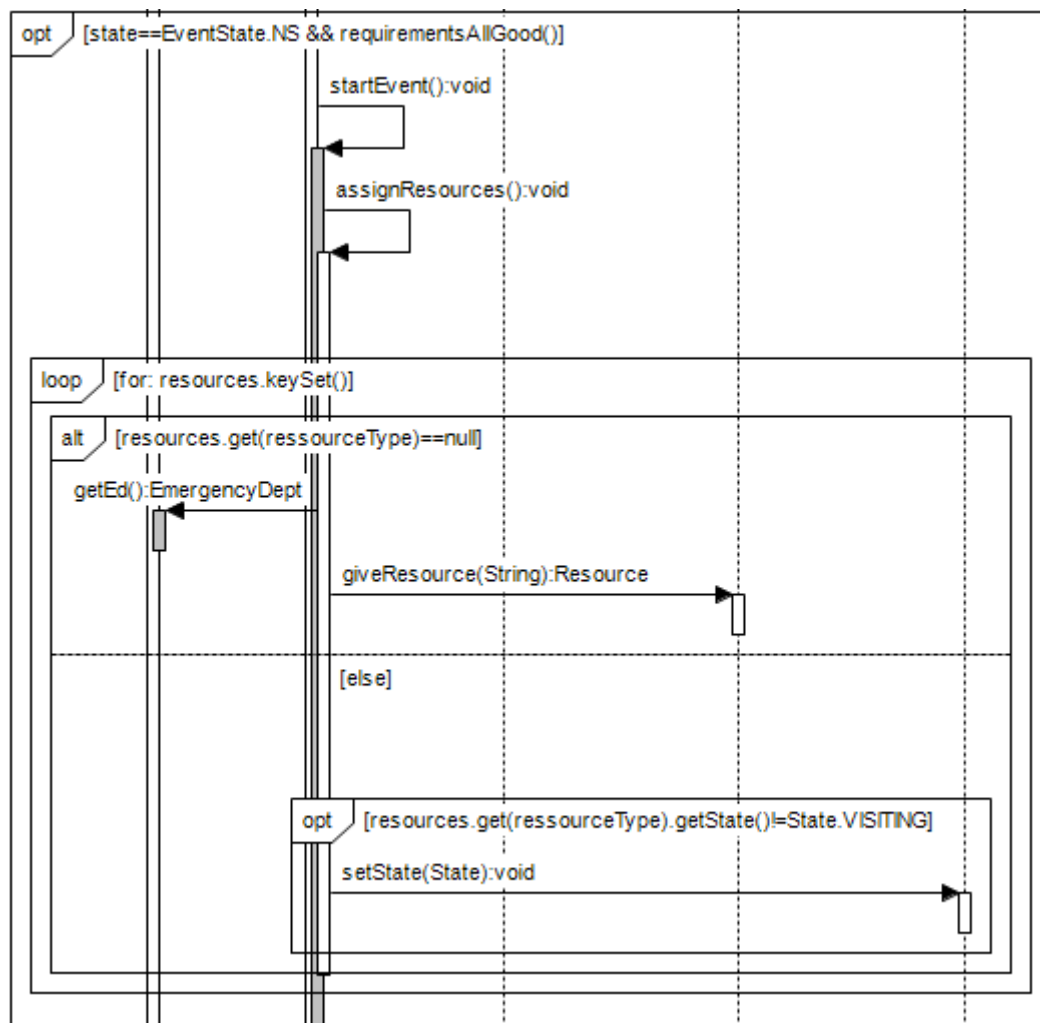 opt [state==EventState.NS && requirementsAllGood()]
startEvent():void
assignResources():void
loop [for: resources.keySet()]
alt [resources.get(ressourceType)==null]
getEd():EmergencyDept
giveResource(String):Resource
[else]
opt [resources.get(ressourceType).getState()!=State.VISITING]
setState(State):void